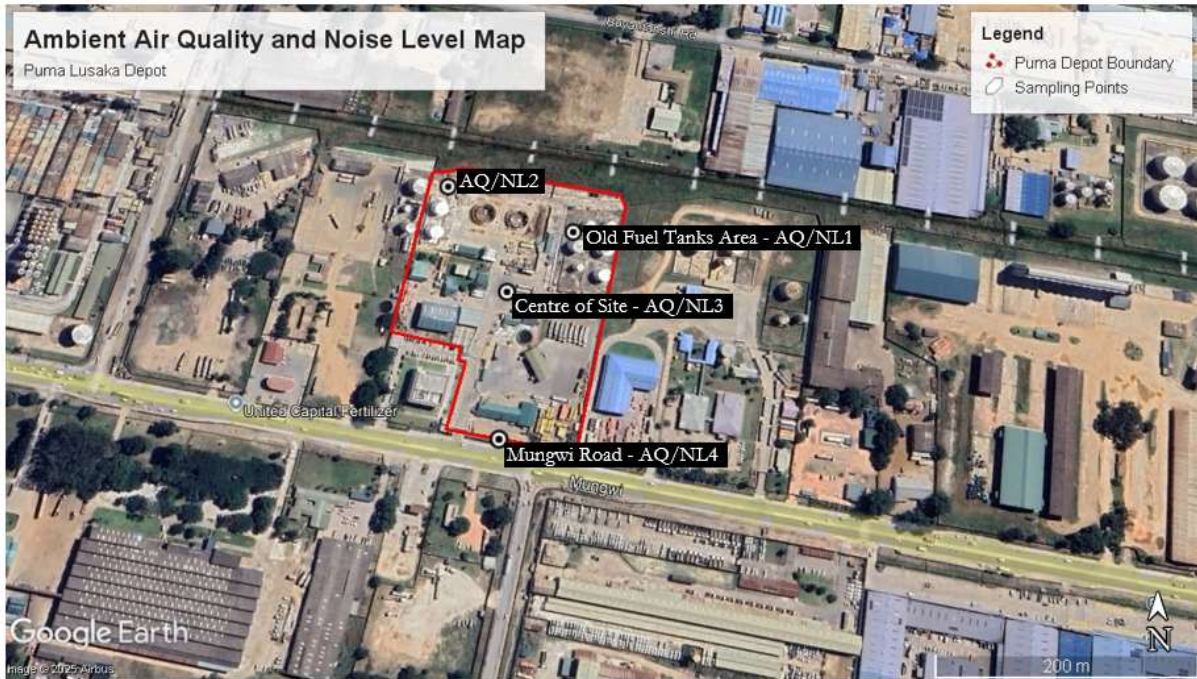 Ambient Air Quality and Noise Level Map
Puma Lusaka Depot
Legend
Puma Depot Boundary
Sampling Points
AQ/NL2
Old Fuel Tanks Area - AQ/NL1
Centre of Site - AQ/NL3
United Capital Fertilizer
Mungwi Road - AQ/NL4
Mungwi
Google Earth
Image © 2025 Airbus
N
200 m